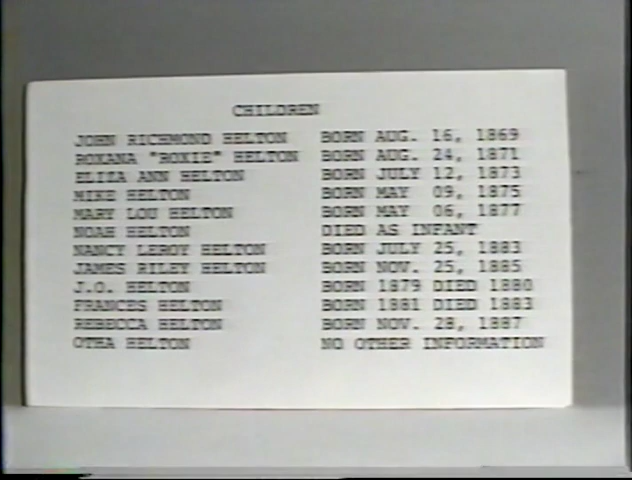 CHILDREN
JOHN RICHMOND HELTON BORN AUG. 16, 1869
ROXANA "ROXIE" HELTON BORN AUG. 24, 1871
ELIZA ANN HELTON BORN JULY 12, 1873
MIKE HELTON BORN MAY 09, 1875
MARY LOU HELTON BORN MAY 06, 1877
NOAH HELTON DIED AS INFANT
NANCY LEROY HELTON BORN JULY 25, 1883
JAMES RILEY HELTON BORN NOV. 25, 1885
J.O. HELTON BORN 1879 DIED 1880
FRANCES HELTON BORN 1881 DIED 1883
REBECCA HELTON BORN NOV. 28, 1887
OTHA HELTON NO OTHER INFORMATION